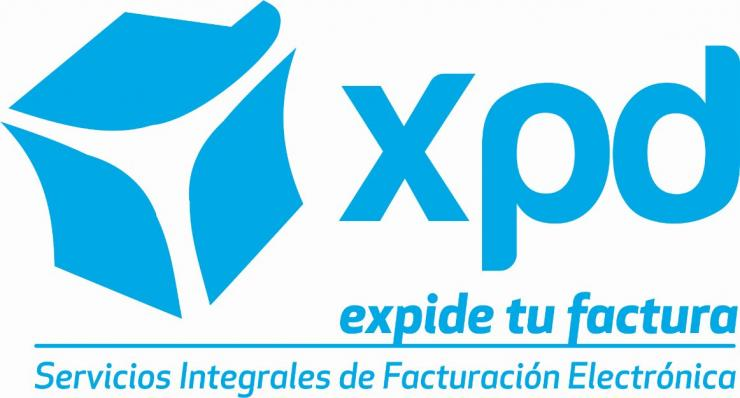 xpd
expide tu factura
Servicios Integrales de Facturación Electrónica